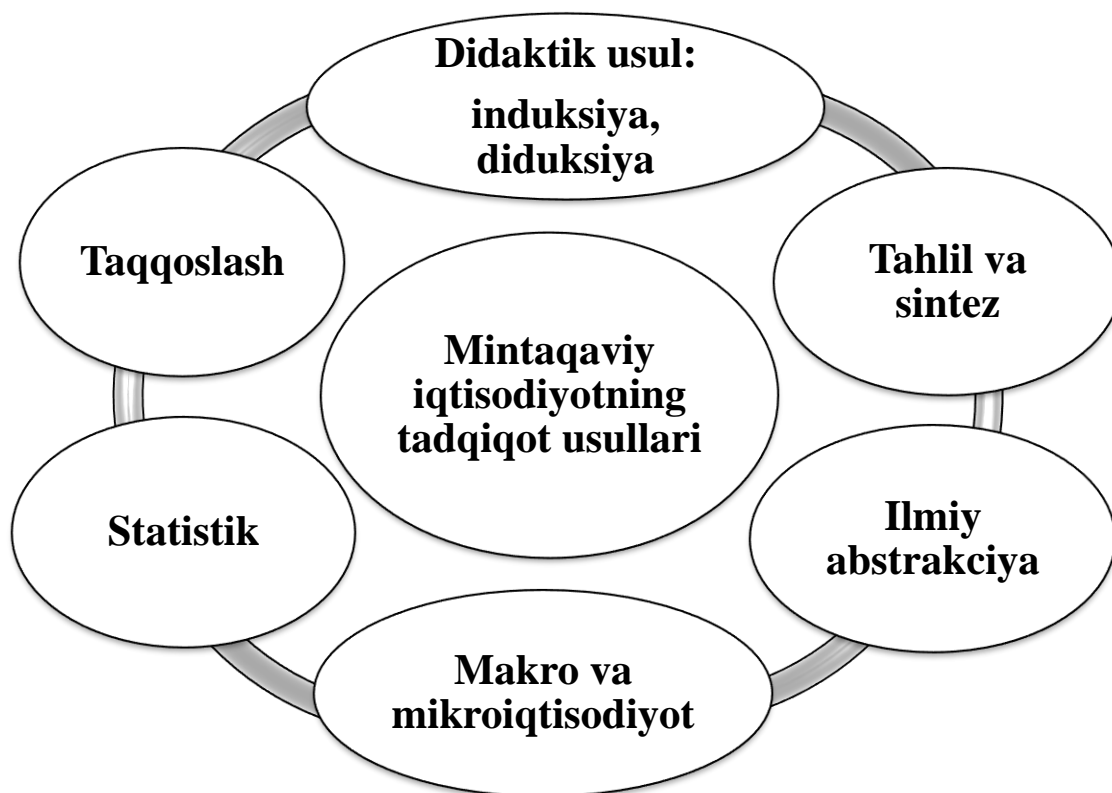 Didaktik usul:
induksiya,
diduksiya
Taqqoslash
Tahlil va
sintez
Mintaqaviy
iqtisodiyotning
tadqiqot usullari
Statistik
Ilmiy
abstrakciya
Makro va
mikroiqtisodiyot